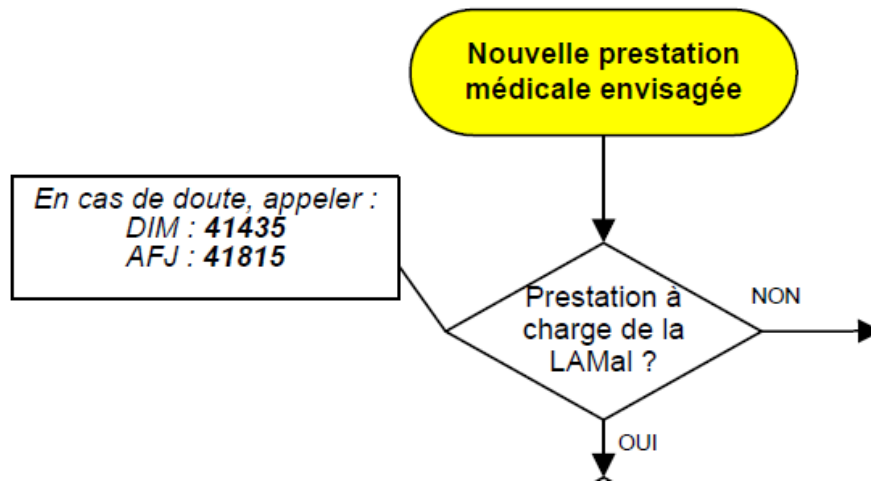 Nouvelle prestation
médicale envisagée
En cas de doute, appeler :
DIM : 41435
AFJ : 41815
Prestation à
charge de la
LAMal ?
NON
OUI